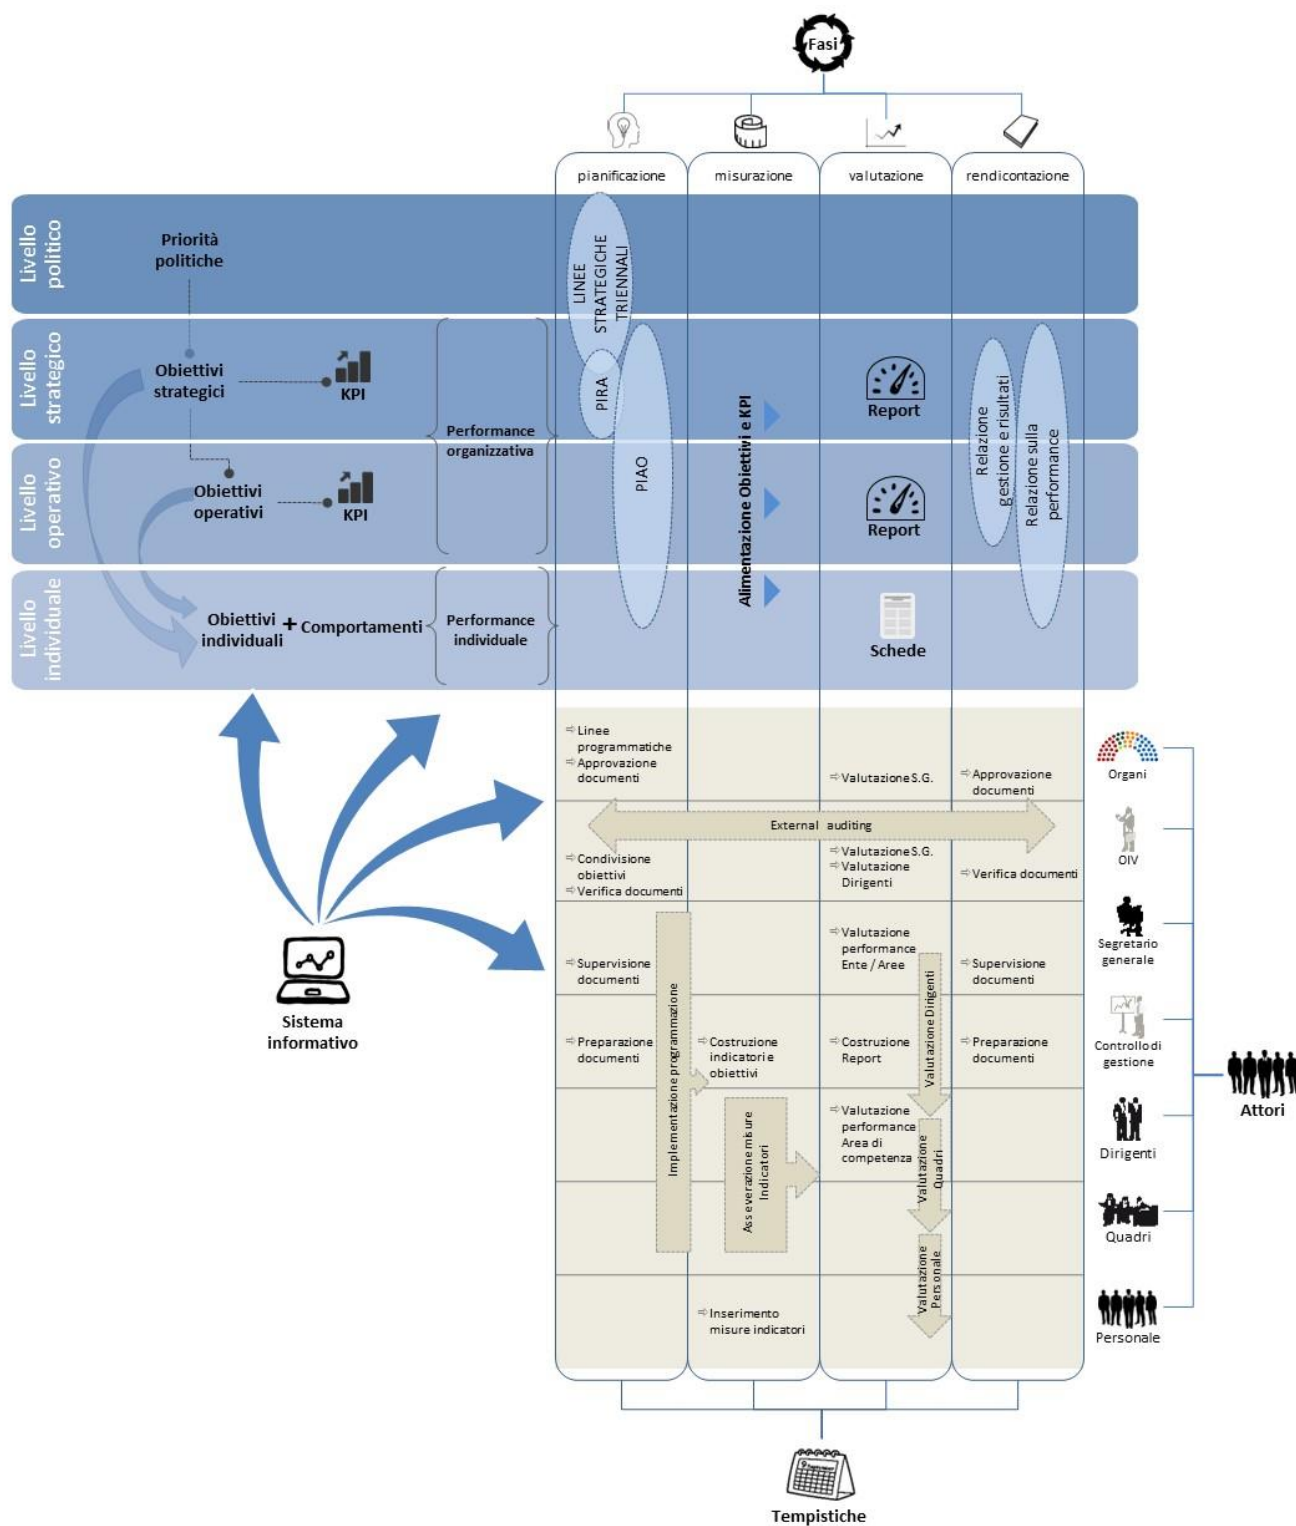 Fasi
pianificazione
misurazione
valutazione
rendicontazione
Livello
politico
Priorità
politiche
LINEE
STRATEGICHE
TRIENNALI
Livello
strategico
Obiettivi
strategici
KPI
PIRA
Report
Livello
operativo
Obiettivi
operativi
KPI
Performance
organizzativa
PIAO
Alimentazione Obiettivi e KPI
Report
Relazione
gestione e risultati
Relazione sulla
performance
Livello
individuale
Obiettivi
individuali
+
Comportamenti
Performance
individuale
Schede
Linee
programmatiche
Approvazione
documenti
Valutazione S.G.
Approvazione
documenti
Organi
External auditing
Condivisione
obiettivi
Verifica documenti
Valutazione S.G.
Valutazione
Dirigenti
Verifica documenti
OIV
Supervisione
documenti
Valutazione
performance
Ente / Aree
Supervisione
documenti
Segretario
generale
Sistema
informativo
Preparazione
documenti
Implementazione programmazione
Costruzione
indicatori e
obiettivi
Costruzione
Report
Valutazione Dirigenti
Preparazione
documenti
Controllo di
gestione
Attori
Asseverazione misure
Indicatori
Valutazione
performance
Area di
competenza
Valutazione
Quadri
Dirigenti
Quadri
Valutazione
Personale
Inserimento
misure indicatori
Personale
9 September
Tempistiche